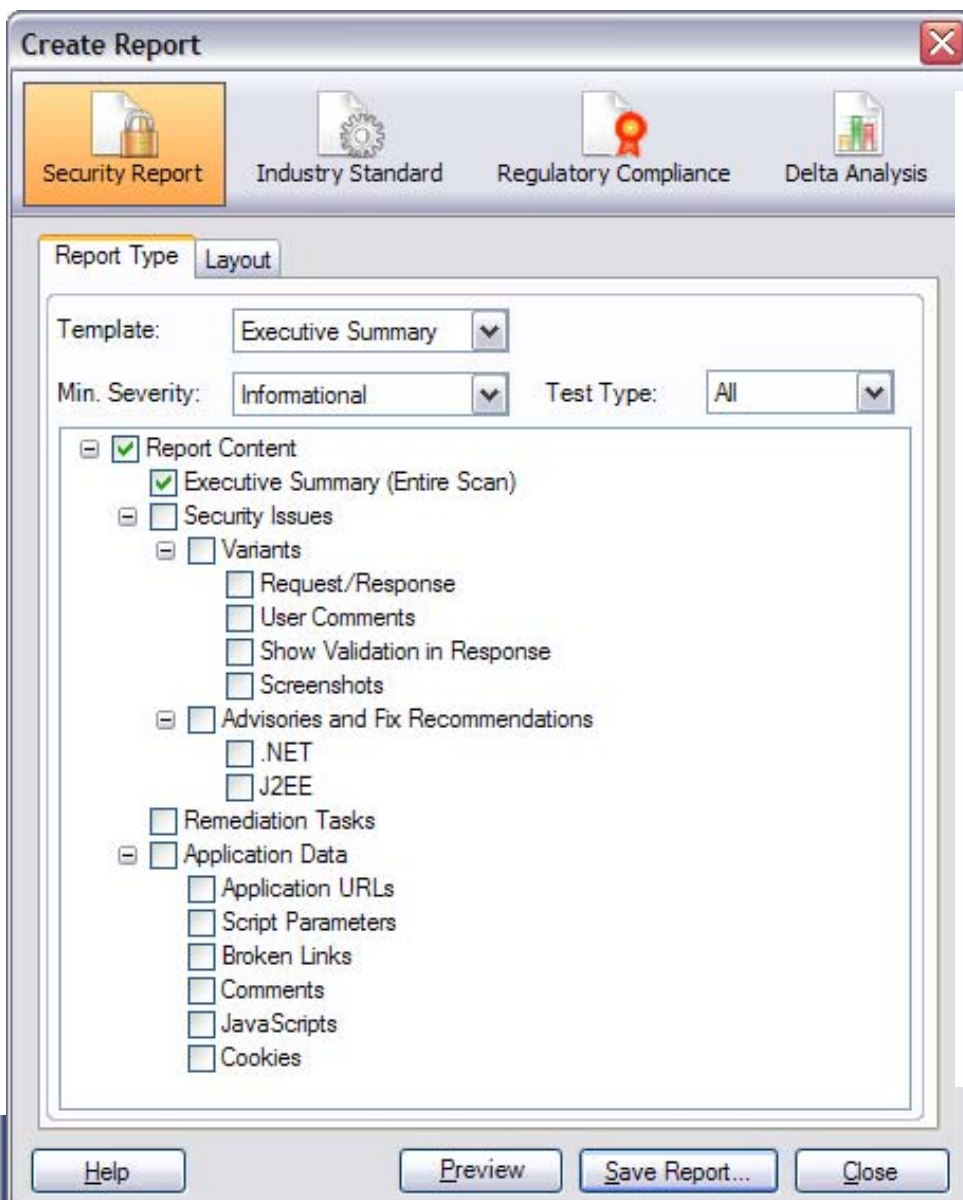 Create Report
Security Report
Industry Standard
Regulatory Compliance
Delta Analysis
Report Type
Layout
Template:
Executive Summary
Min. Severity:
Informational
Test Type:
All
Report Content
Executive Summary (Entire Scan)
Security Issues
Variants
Request/Response
User Comments
Show Validation in Response
Screenshots
Advisories and Fix Recommendations
.NET
J2EE
Remediation Tasks
Application Data
Application URLs
Script Parameters
Broken Links
Comments
JavaScripts
Cookies
Help
Preview
Save Report...
Close